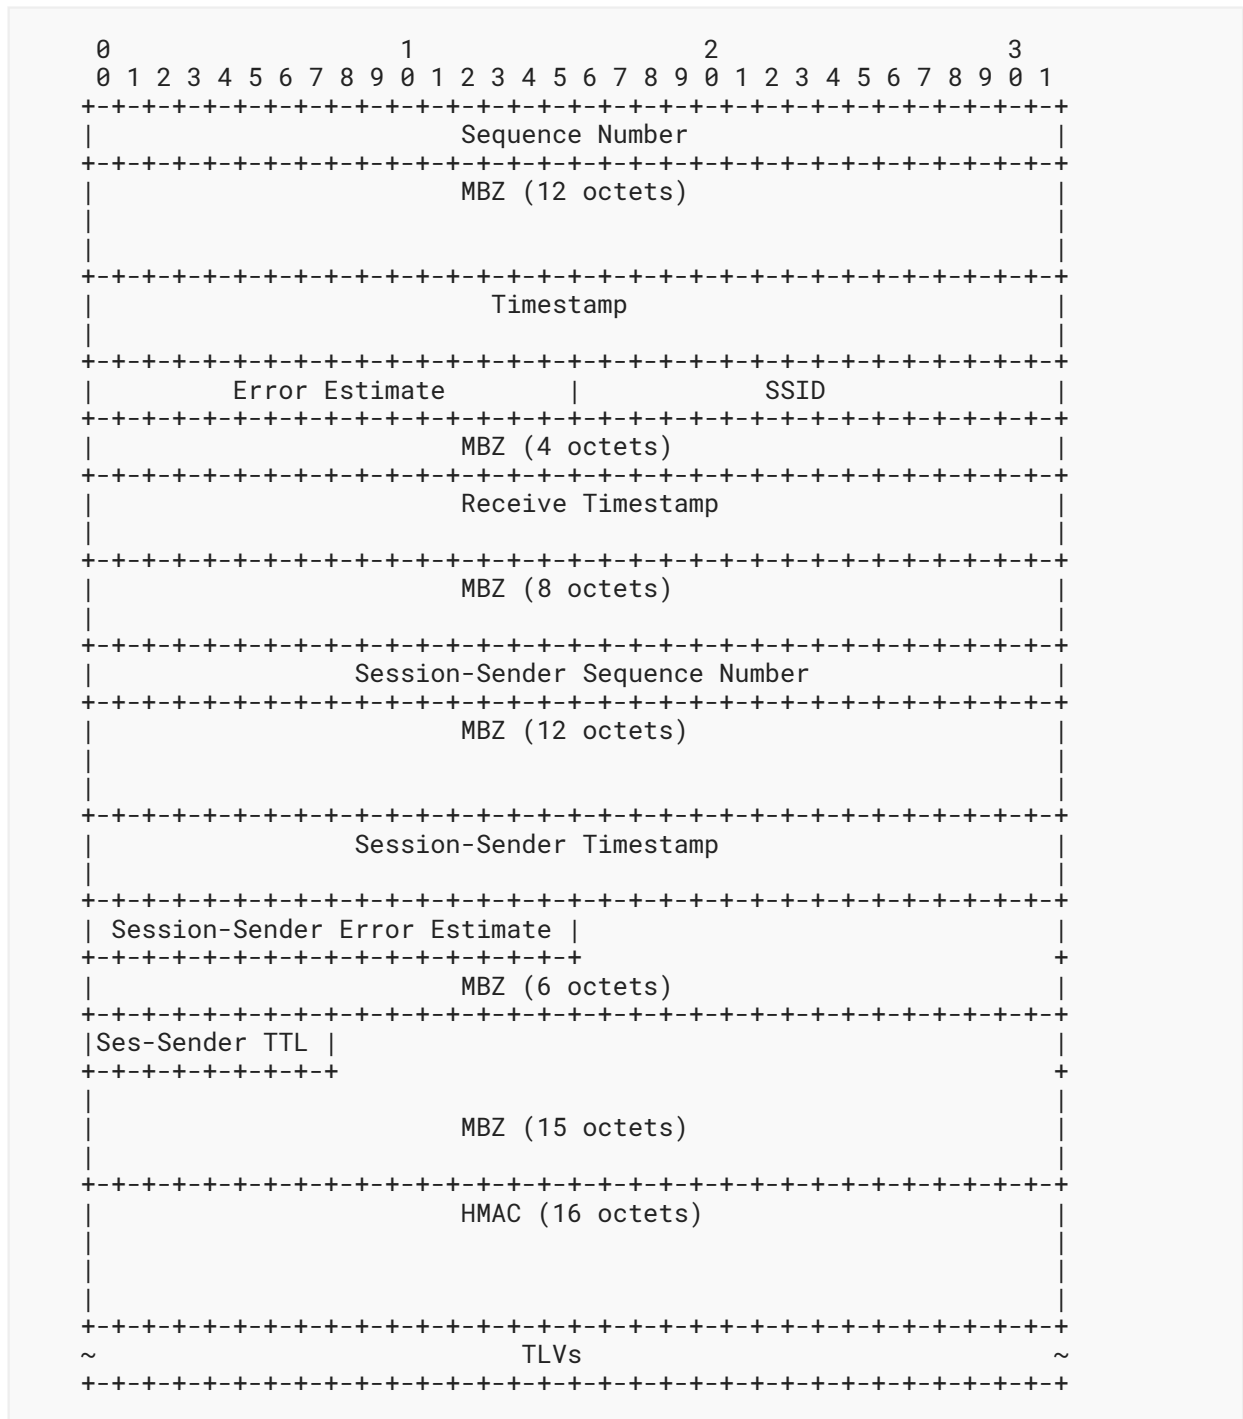 0                   1                   2                   3
 0 1 2 3 4 5 6 7 8 9 0 1 2 3 4 5 6 7 8 9 0 1 2 3 4 5 6 7 8 9 0 1
+-+-+-+-+-+-+-+-+-+-+-+-+-+-+-+-+-+-+-+-+-+-+-+-+-+-+-+-+-+-+-+-+
|                        Sequence Number                        |
+-+-+-+-+-+-+-+-+-+-+-+-+-+-+-+-+-+-+-+-+-+-+-+-+-+-+-+-+-+-+-+-+
|                        MBZ (12 octets)                        |
|                                                               |
|                                                               |
+-+-+-+-+-+-+-+-+-+-+-+-+-+-+-+-+-+-+-+-+-+-+-+-+-+-+-+-+-+-+-+-+
|                          Timestamp                            |
|                                                               |
+-+-+-+-+-+-+-+-+-+-+-+-+-+-+-+-+-+-+-+-+-+-+-+-+-+-+-+-+-+-+-+-+
|         Error Estimate        |            SSID               |
+-+-+-+-+-+-+-+-+-+-+-+-+-+-+-+-+-+-+-+-+-+-+-+-+-+-+-+-+-+-+-+-+
|                        MBZ (4 octets)                         |
+-+-+-+-+-+-+-+-+-+-+-+-+-+-+-+-+-+-+-+-+-+-+-+-+-+-+-+-+-+-+-+-+
|                        Receive Timestamp                      |
|                                                               |
+-+-+-+-+-+-+-+-+-+-+-+-+-+-+-+-+-+-+-+-+-+-+-+-+-+-+-+-+-+-+-+-+
|                        MBZ (8 octets)                         |
|                                                               |
+-+-+-+-+-+-+-+-+-+-+-+-+-+-+-+-+-+-+-+-+-+-+-+-+-+-+-+-+-+-+-+-+
|                 Session-Sender Sequence Number                |
+-+-+-+-+-+-+-+-+-+-+-+-+-+-+-+-+-+-+-+-+-+-+-+-+-+-+-+-+-+-+-+-+
|                        MBZ (12 octets)                        |
|                                                               |
|                                                               |
+-+-+-+-+-+-+-+-+-+-+-+-+-+-+-+-+-+-+-+-+-+-+-+-+-+-+-+-+-+-+-+-+
|                 Session-Sender Timestamp                      |
|                                                               |
+-+-+-+-+-+-+-+-+-+-+-+-+-+-+-+-+-+-+-+-+-+-+-+-+-+-+-+-+-+-+-+-+
| Session-Sender Error Estimate |                               |
+-+-+-+-+-+-+-+-+-+-+-+-+-+-+-+-+                               +
|                        MBZ (6 octets)                         |
+-+-+-+-+-+-+-+-+-+-+-+-+-+-+-+-+-+-+-+-+-+-+-+-+-+-+-+-+-+-+-+-+
|Ses-Sender TTL |                                               |
+-+-+-+-+-+-+-+-+                                               +
|                                                               |
|                        MBZ (15 octets)                        |
|                                                               |
+-+-+-+-+-+-+-+-+-+-+-+-+-+-+-+-+-+-+-+-+-+-+-+-+-+-+-+-+-+-+-+-+
|                        HMAC (16 octets)                       |
|                                                               |
|                                                               |
|                                                               |
+-+-+-+-+-+-+-+-+-+-+-+-+-+-+-+-+-+-+-+-+-+-+-+-+-+-+-+-+-+-+-+-+
~                            TLVs                               ~
+-+-+-+-+-+-+-+-+-+-+-+-+-+-+-+-+-+-+-+-+-+-+-+-+-+-+-+-+-+-+-+-+